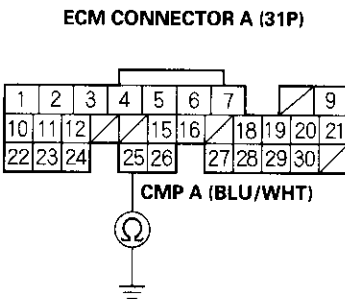 ECM CONNECTOR A (31P)
1 2 3 4 5 6 7 9
10 11 12 15 16 18 19 20 21
22 23 24 25 26 27 28 29 30
CMP A (BLU/WHT)
Ω